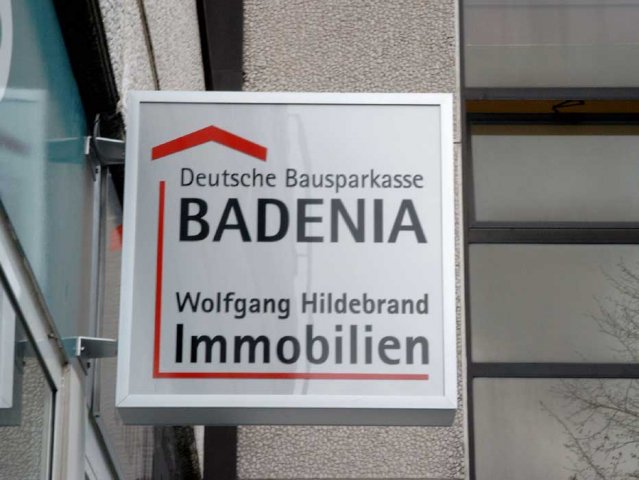 Deutsche Bausparkasse
BADENIA
Wolfgang Hildebrand
Immobilien